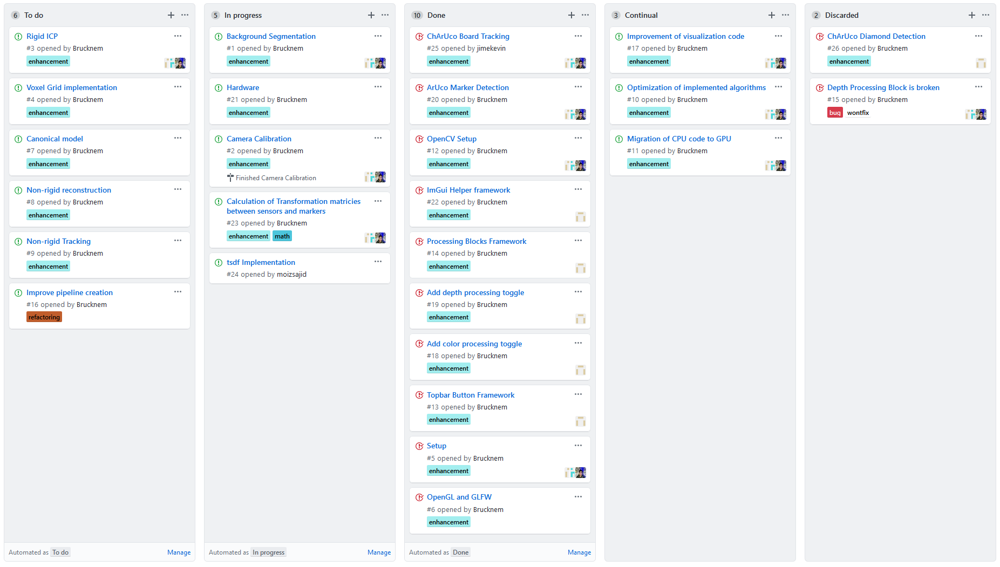 6 To do
Rigid ICP
#3 opened by Brucknem
enhancement
Voxel Grid implementation
#4 opened by Brucknem
enhancement
Canonical model
#7 opened by Brucknem
enhancement
Non-rigid reconstruction
#8 opened by Brucknem
enhancement
Non-rigid Tracking
#9 opened by Brucknem
enhancement
Improve pipeline creation
#16 opened by Brucknem
refactoring
Automated as To do Manage
5 In progress
Background Segmentation
#1 opened by Brucknem
enhancement
Hardware
#21 opened by Brucknem
enhancement
Camera Calibration
#2 opened by Brucknem
enhancement
Finished Camera Calibration
Calculation of Transformation matricies
between sensors and markers
#23 opened by Brucknem
enhancement math
tsdf Implementation
#24 opened by moizsajid
Automated as In progress Manage
10 Done
ChArUco Board Tracking
#25 opened by jimekevin
enhancement
ArUco Marker Detection
#20 opened by Brucknem
enhancement
OpenCV Setup
#12 opened by Brucknem
enhancement
ImGui Helper framework
#22 opened by Brucknem
enhancement
Processing Blocks Framework
#14 opened by Brucknem
enhancement
Add depth processing toggle
#19 opened by Brucknem
enhancement
Add color processing toggle
#18 opened by Brucknem
enhancement
Topbar Button Framework
#13 opened by Brucknem
enhancement
Setup
#5 opened by Brucknem
enhancement
OpenGL and GLFW
#6 opened by Brucknem
enhancement
Automated as Done Manage
3 Continual
Improvement of visualization code
#17 opened by Brucknem
enhancement
Optimization of implemented algorithms
#10 opened by Brucknem
enhancement
Migration of CPU code to GPU
#11 opened by Brucknem
enhancement
2 Discarded
ChArUco Diamond Detection
#26 opened by Brucknem
enhancement
Depth Processing Block is broken
#15 opened by Brucknem
bug wontfix